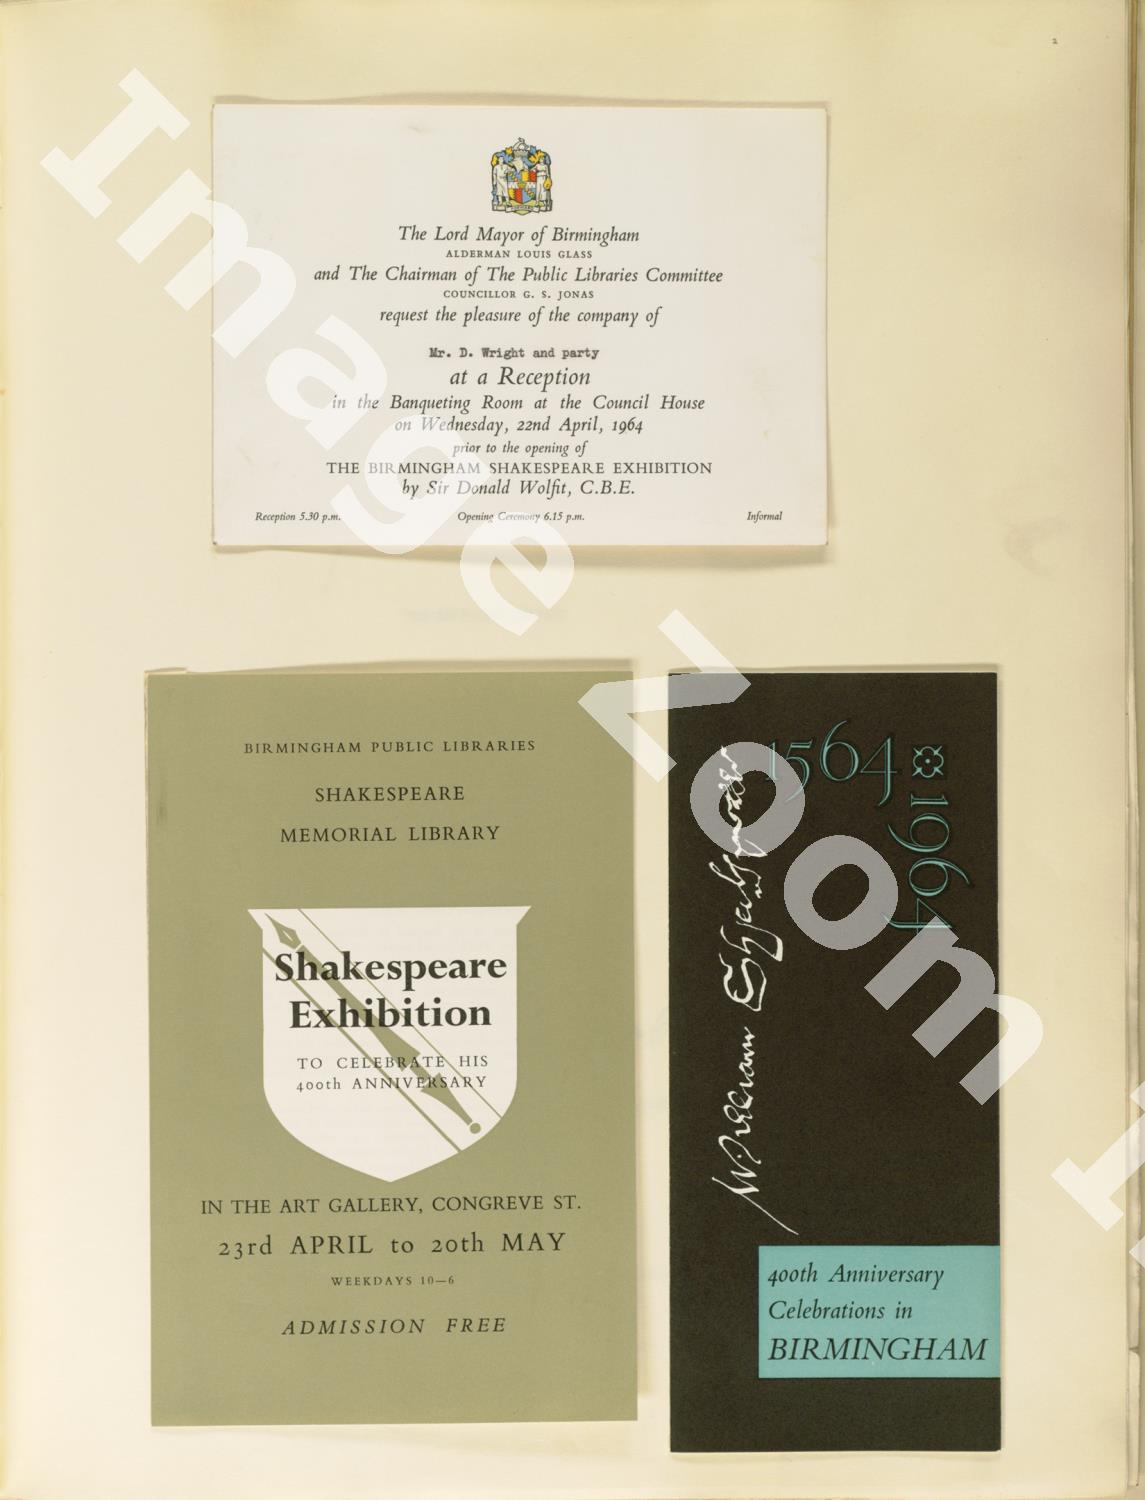 2
The Lord Mayor of Birmingham
ALDERMAN LOUIS GLASS
and The Chairman of The Public Libraries Committee
COUNCILLOR G. S. JONAS
request the pleasure of the company of
Mr. D. Wright and party
at a Reception
in the Banqueting Room at the Council House
on Wednesday, 22nd April, 1964
prior to the opening of
THE BIRMINGHAM SHAKESPEARE EXHIBITION
by Sir Donald Wolfit, C.B.E.
Reception 5.30 p.m. Opening Ceremony 6.15 p.m. Informal
BIRMINGHAM PUBLIC LIBRARIES
SHAKESPEARE
MEMORIAL LIBRARY
Shakespeare
Exhibition
TO CELEBRATE HIS
400th ANNIVERSARY
IN THE ART GALLERY, CONGREVE ST.
23rd APRIL to 20th MAY
WEEKDAYS 10—6
ADMISSION FREE
1564
1964
William
400th Anniversary
Celebrations in
BIRMINGHAM
Image Zoom